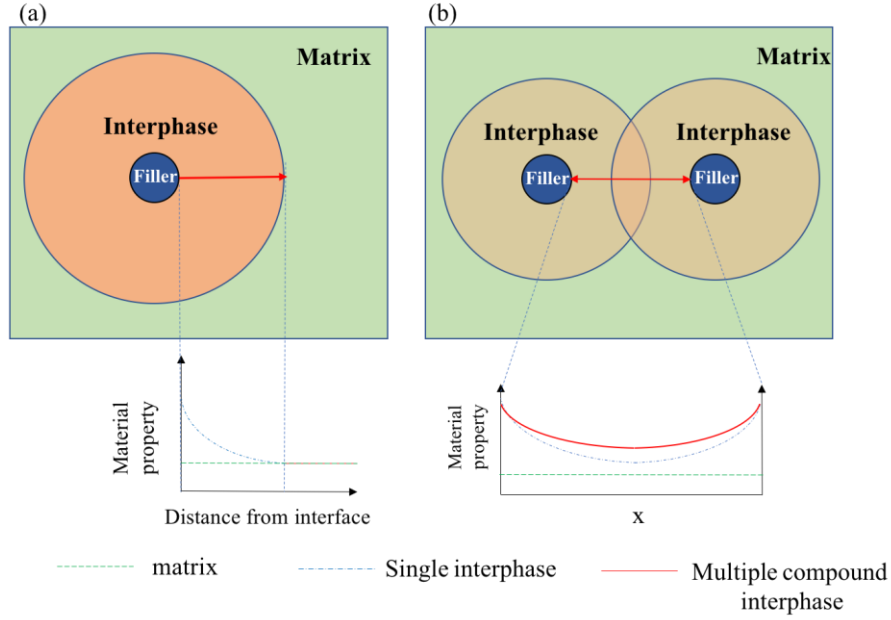 (a)
(b)
Matrix
Interphase
Filler
Matrix
Interphase
Interphase
Filler
Filler
Material
property
Distance from interface
Material
property
x
matrix
Single interphase
Multiple compound
interphase